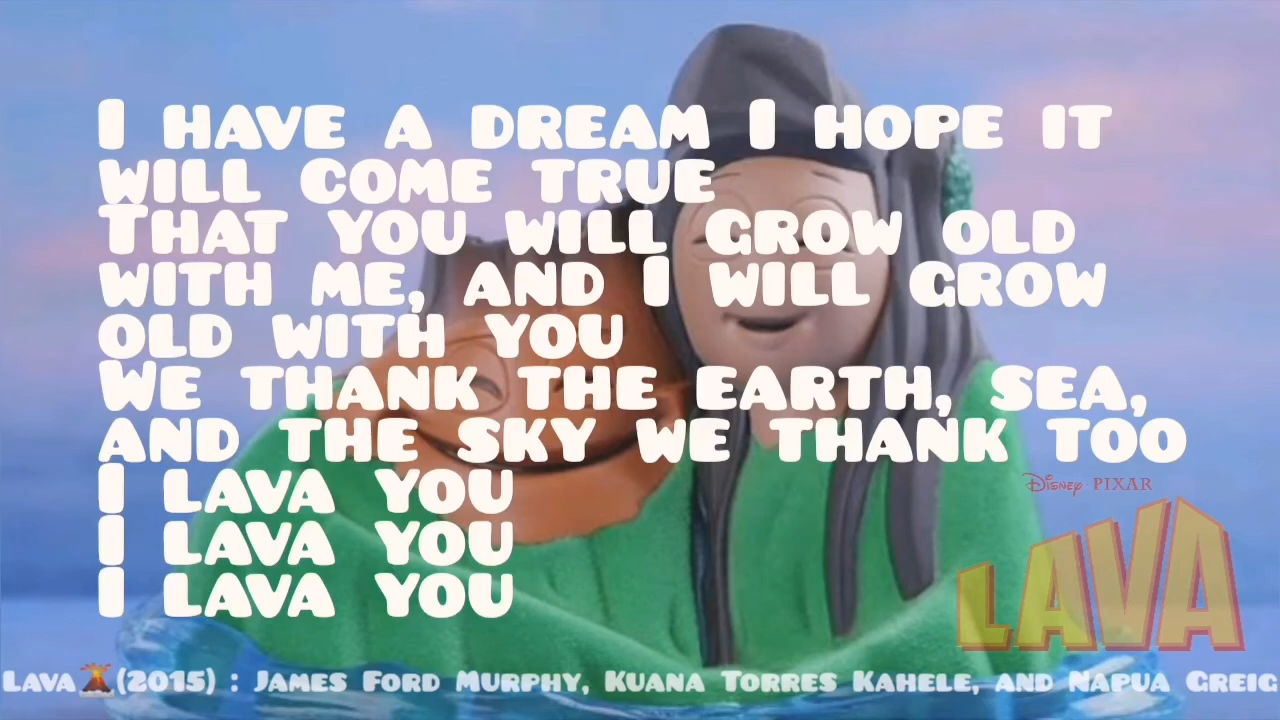 I have a dream I hope it
will come true
That you will grow old
with me, and I will grow
old with you
We thank the earth, sea,
and the sky we thank too
I lava you
I lava you
I lava you
Disney PIXAR
LAVA
Lava🌋(2015) : James Ford Murphy, Kuana Torres Kahele, and Napua Greig